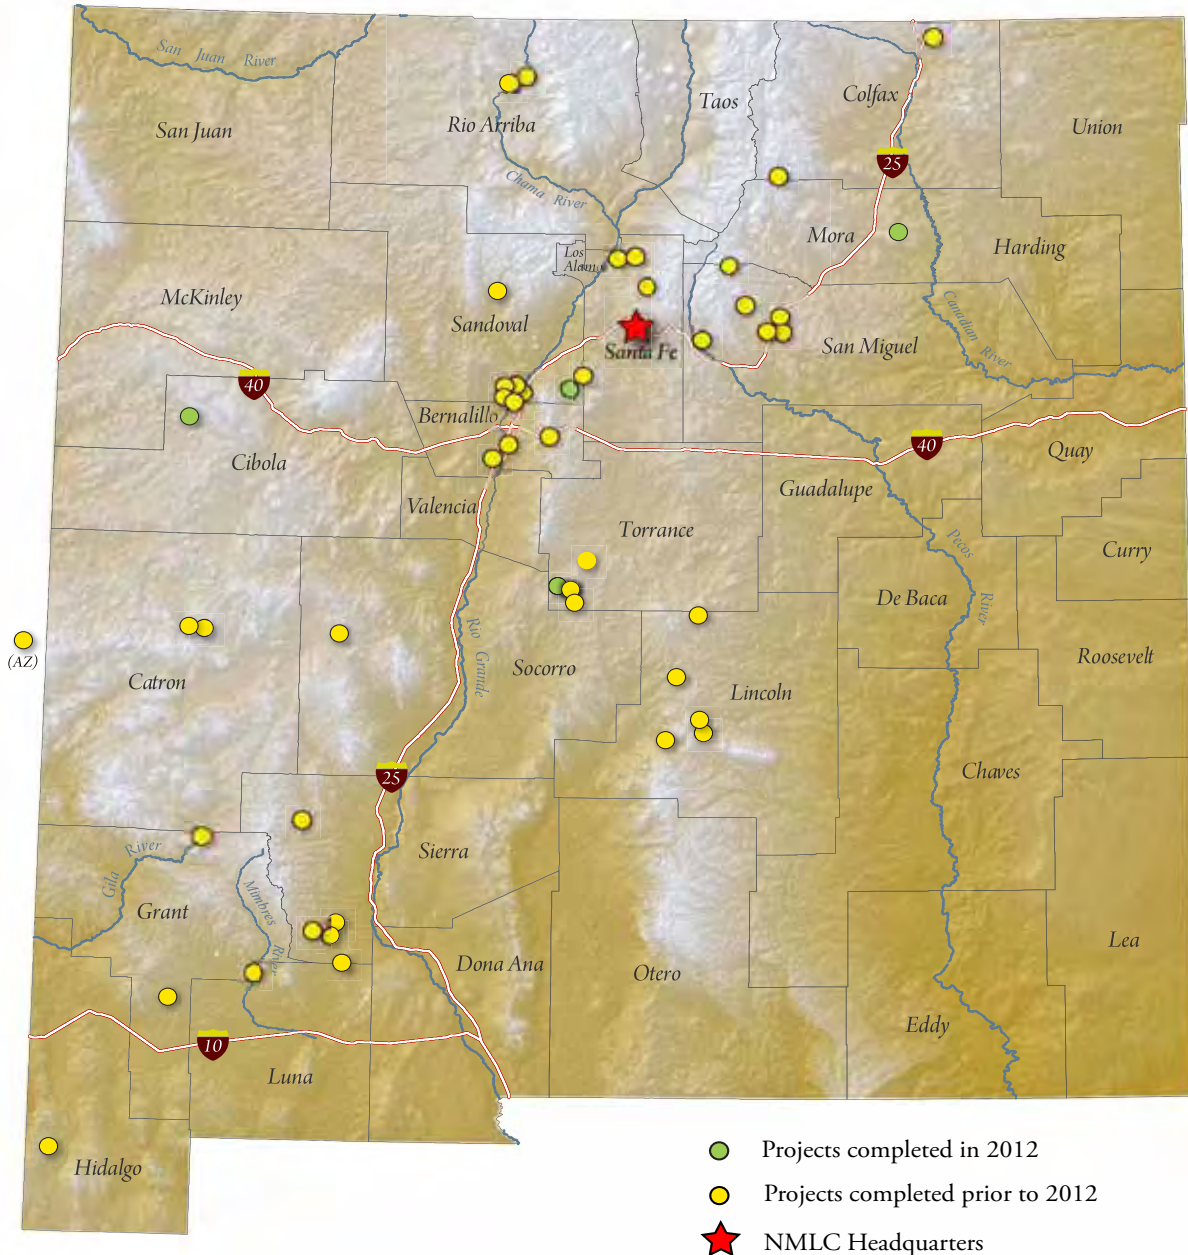 San Juan River
Taos
Colfax
San Juan
Rio Arriba
Union
25
Chama River
Mora
Harding
Los
Alamos
McKinley
Sandoval
Canadian River
Santa Fe
San Miguel
40
Bernalillo
40
Cibola
Quay
Guadalupe
Valencia
Torrance
Pecos River
Curry
De Baca
Rio Grande
(AZ)
Socorro
Roosevelt
Catron
Lincoln
25
Chaves
Gila River
Sierra
Mimbres River
Grant
Dona Ana
Otero
Lea
Eddy
10
Luna
Hidalgo
Projects completed in 2012
Projects completed prior to 2012
NMLC Headquarters